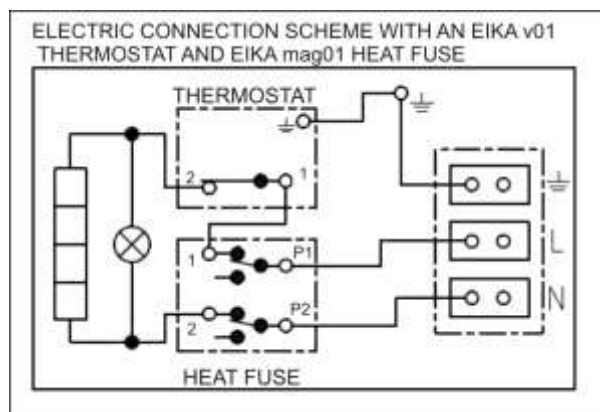 ELECTRIC CONNECTION SCHEME WITH AN EIKA v01
THERMOSTAT AND EIKA mag01 HEAT FUSE
THERMOSTAT
2
1
1
P1
L
2
P2
N
HEAT FUSE